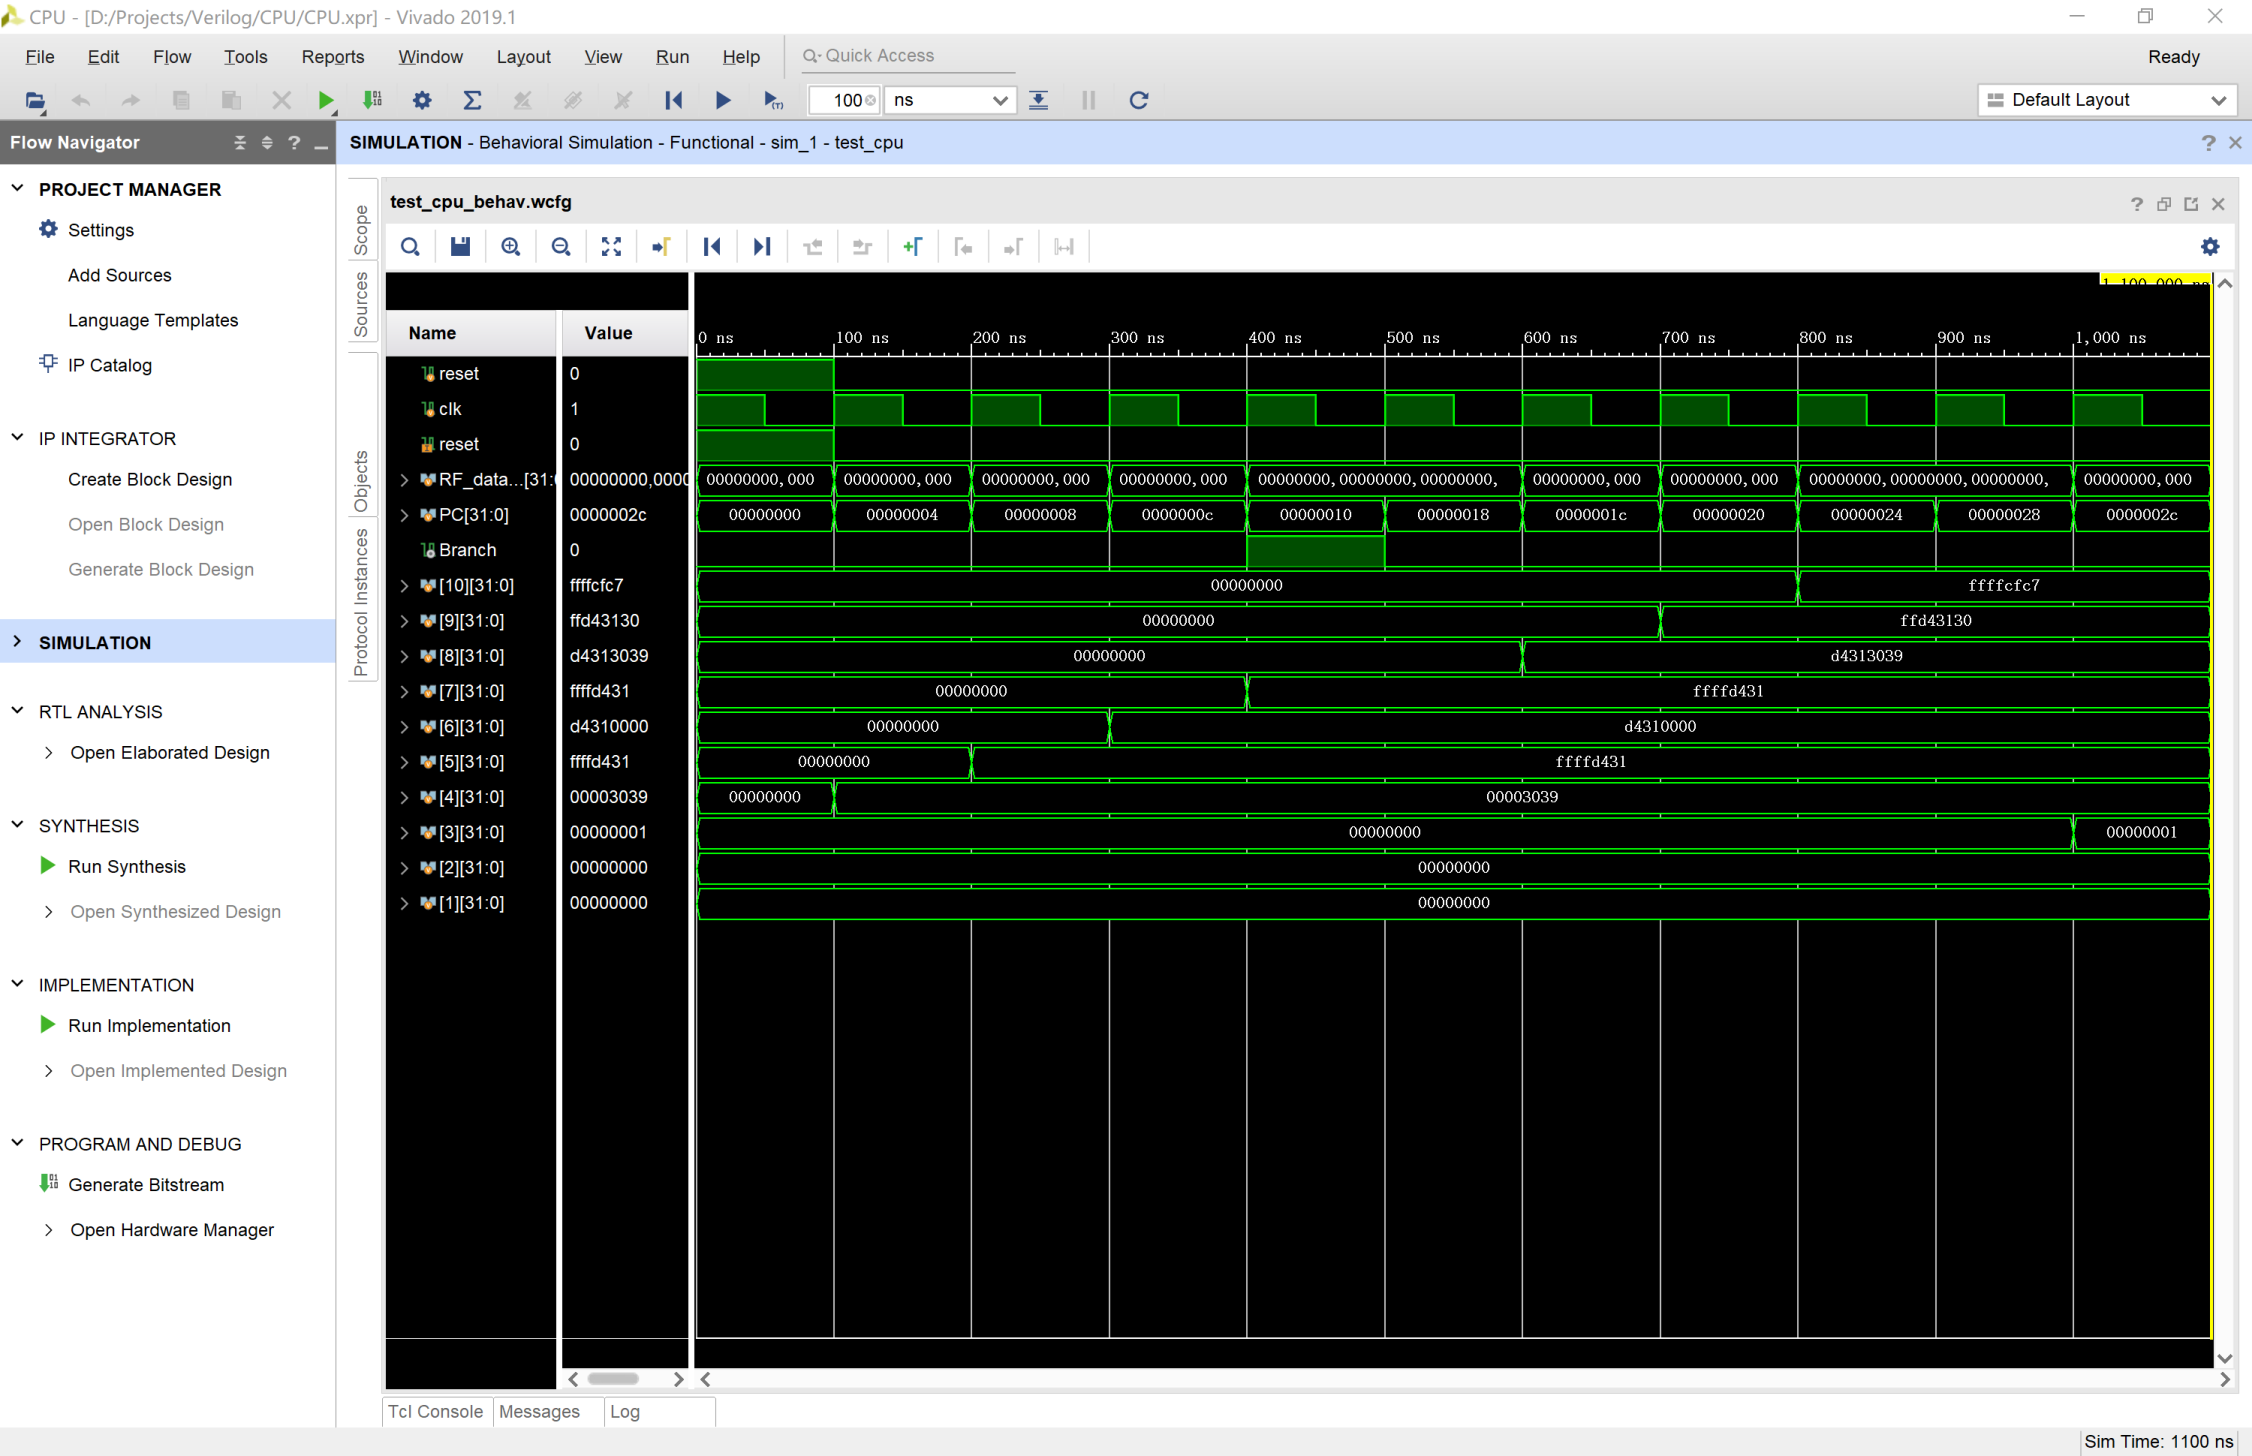 CPU - [D:/Projects/Verilog/CPU/CPU.xpr] - Vivado 2019.1
File Edit Flow Tools Reports Window Layout View Run Help Quick Access Ready
100 ns Default Layout
Flow Navigator
PROJECT MANAGER
Settings
Add Sources
Language Templates
IP Catalog
IP INTEGRATOR
Create Block Design
Open Block Design
Generate Block Design
SIMULATION
RTL ANALYSIS
Open Elaborated Design
SYNTHESIS
Run Synthesis
Open Synthesized Design
IMPLEMENTATION
Run Implementation
Open Implemented Design
PROGRAM AND DEBUG
Generate Bitstream
Open Hardware Manager
SIMULATION - Behavioral Simulation - Functional - sim_1 - test_cpu
Scope
Sources
Objects
Protocol Instances
test_cpu_behav.wcfg
1,100.000 ns
Name Value 0 ns 100 ns 200 ns 300 ns 400 ns 500 ns 600 ns 700 ns 800 ns 900 ns 1,000 ns
reset 0
clk 1
reset 0
RF_data...[31: 00000000,0000 00000000,000 00000000,000 00000000,000 00000000,000 00000000,00000000,00000000, 00000000,000 00000000,000 00000000,00000000,00000000, 00000000,000
PC[31:0] 0000002c 00000000 00000004 00000008 0000000c 00000010 00000018 0000001c 00000020 00000024 00000028 0000002c
Branch 0
[10][31:0] ffffcfc7 00000000 ffffcfc7
[9][31:0] ffd43130 00000000 ffd43130
[8][31:0] d4313039 00000000 d4313039
[7][31:0] ffffd431 00000000 ffffd431
[6][31:0] d4310000 00000000 d4310000
[5][31:0] ffffd431 00000000 ffffd431
[4][31:0] 00003039 00000000 00003039
[3][31:0] 00000001 00000000 00000001
[2][31:0] 00000000 00000000
[1][31:0] 00000000 00000000
Tcl Console Messages Log
Sim Time: 1100 ns